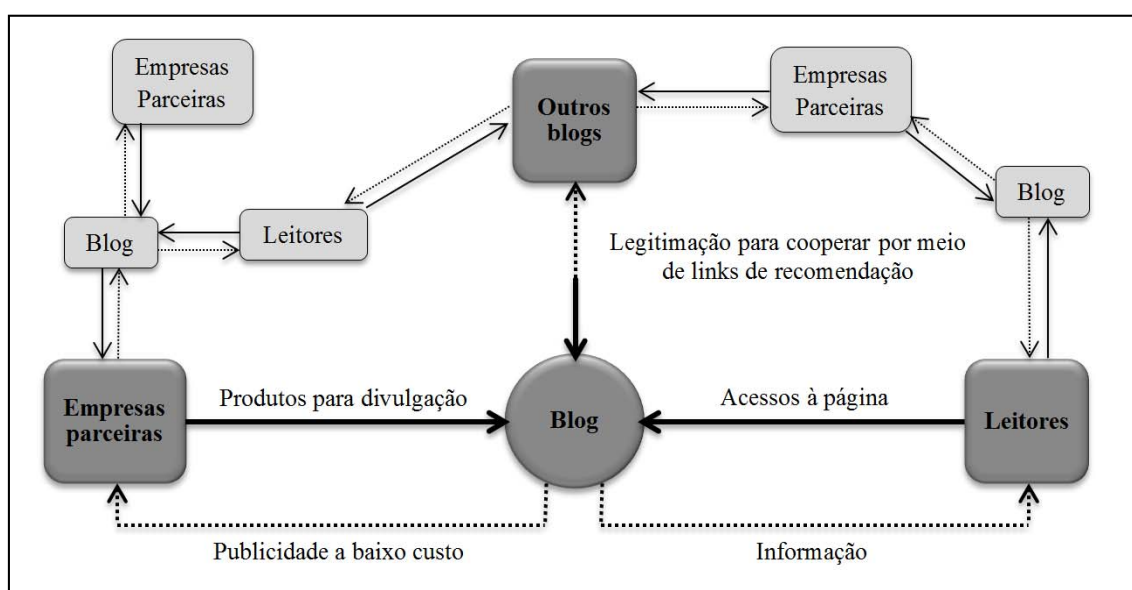 Empresas
Parceiras
Outros
blogs
Empresas
Parceiras
Blog
Blog
Leitores
Legitimação para cooperar por meio
de links de recomendação
Produtos para divulgação
Acessos à página
Empresas
parceiras
Blog
Leitores
Publicidade a baixo custo
Informação